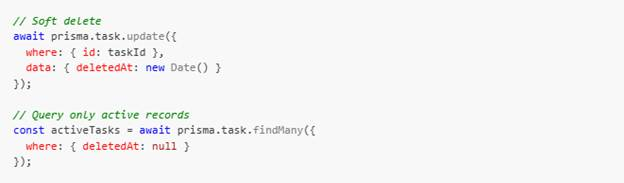 // Soft delete
await prisma.task.update({
  where: { id: taskId },
  data: { deletedAt: new Date() }
});

// Query only active records
const activeTasks = await prisma.task.findMany({
  where: { deletedAt: null }
});